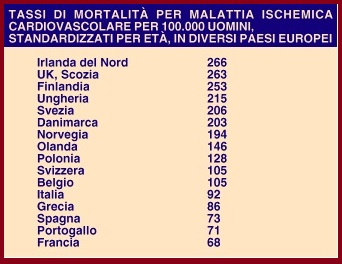 TASSI DI MORTALITÀ PER MALATTIA ISCHEMICA
CARDIOVASCOLARE PER 100.000 UOMINI,
STANDARDIZZATI PER ETÀ, IN DIVERSI PAESI EUROPEI
Irlanda del Nord 266
UK, Scozia 263
Finlandia 253
Ungheria 215
Svezia 206
Danimarca 203
Norvegia 194
Olanda 146
Polonia 128
Svizzera 105
Belgio 105
Italia 92
Grecia 86
Spagna 73
Portogallo 71
Francia 68